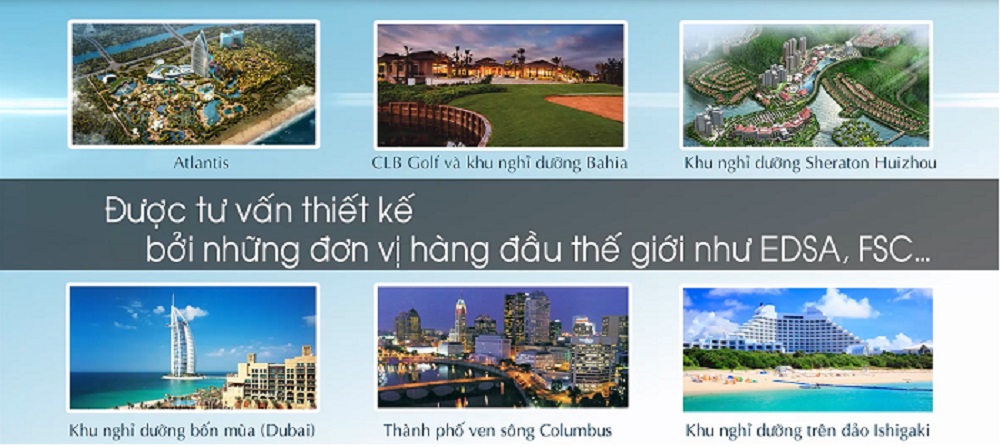 Atlantis
CLB Golf và khu nghỉ dưỡng Bahia
Khu nghỉ dưỡng Sheraton Huizhou
Được tư vấn thiết kế
bởi những đơn vị hàng đầu thế giới như EDSA, FSC...
Khu nghỉ dưỡng bốn mùa (Dubai)
Thành phố ven sông Columbus
Khu nghỉ dưỡng trên đảo Ishigaki